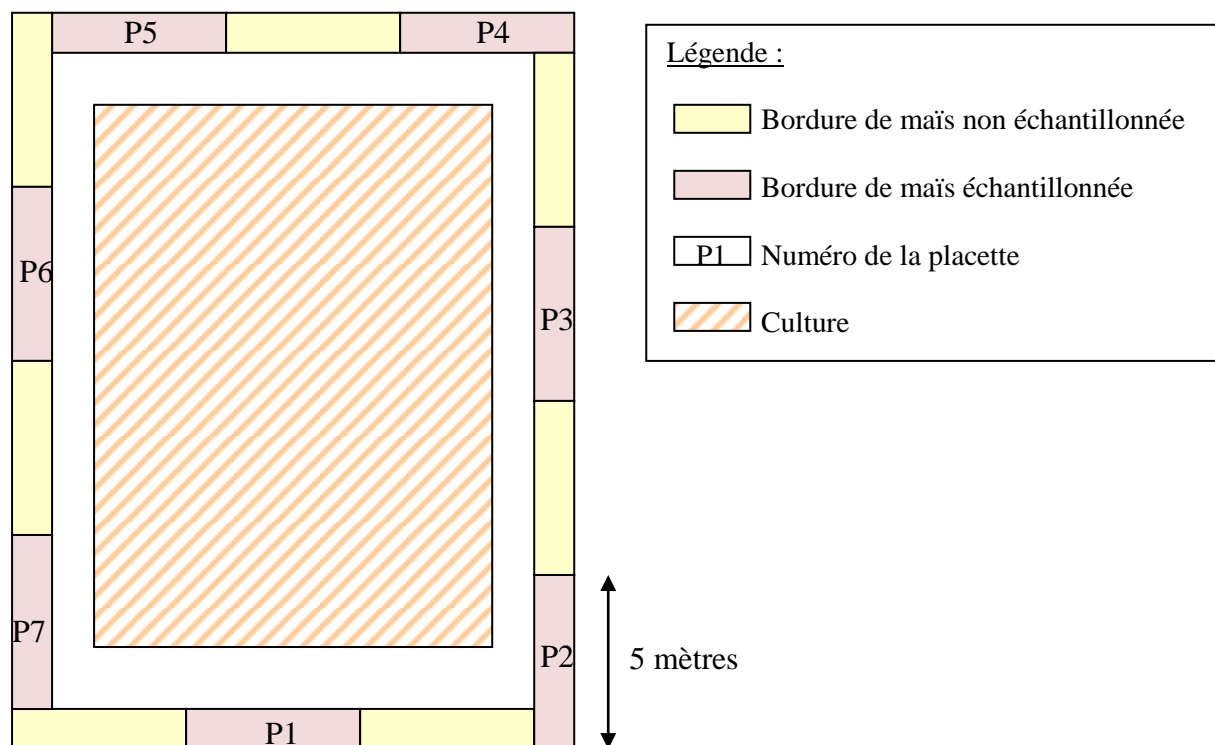 P5
P4
P6
P3
P7
P2
P1
5 mètres
Légende :
Bordure de maïs non échantillonnée
Bordure de maïs échantillonnée
P1 Numéro de la placette
Culture